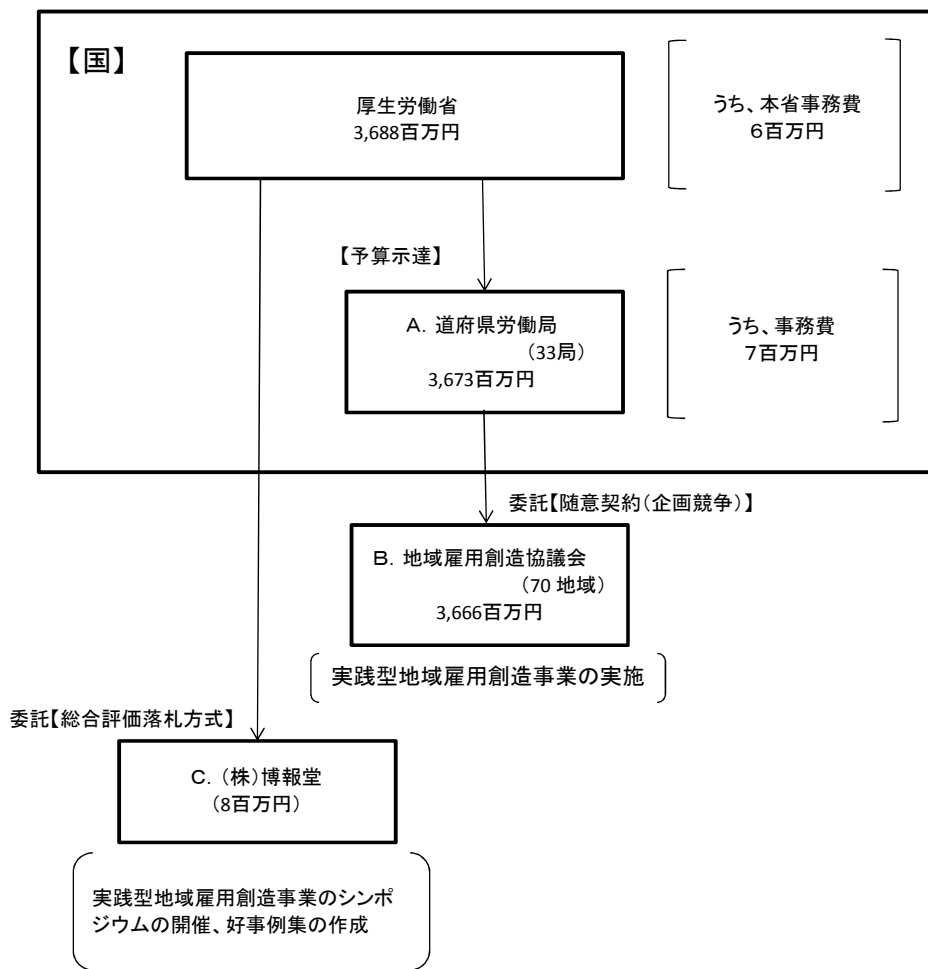 【国】
厚生労働省
3,688百万円
うち、本省事務費
６百万円
【予算示達】
Ａ．道府県労働局
（33局）
3,673百万円
うち、事務費
７百万円
委託【随意契約（企画競争）】
Ｂ．地域雇用創造協議会
（70 地域）
3,666百万円
実践型地域雇用創造事業の実施
委託【総合評価落札方式】
Ｃ．（株）博報堂
（8百万円）
実践型地域雇用創造事業のシンポ
ジウムの開催、好事例集の作成